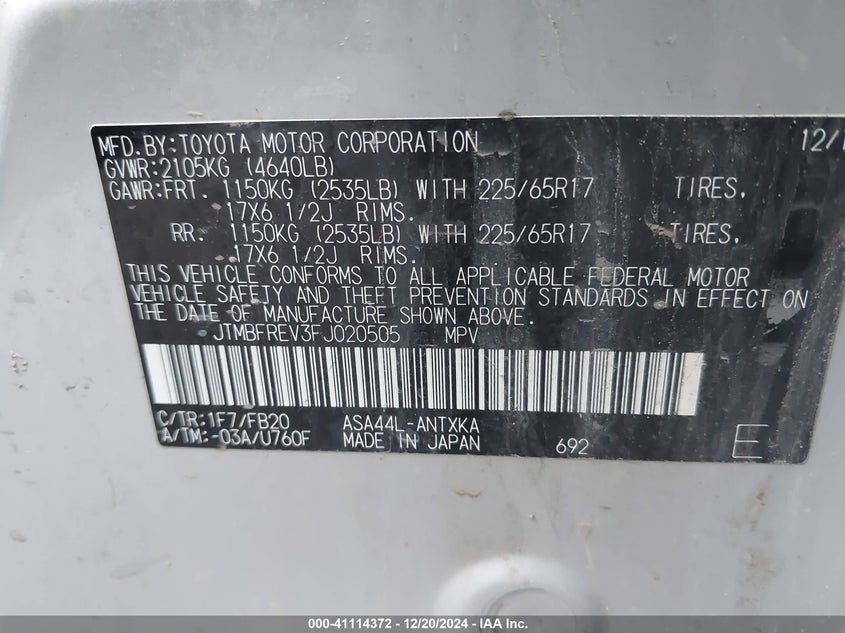 MFD. BY: TOYOTA MOTOR CORPORATION 12/1
GVWR: 2105KG (4640LB)
GAWR: FRT. 1150KG (2535LB) WITH 225/65R17 TIRES,
17X6 1/2J RIMS.
RR. 1150KG (2535LB) WITH 225/65R17 TIRES,
17X6 1/2J RIMS.
THIS VEHICLE CONFORMS TO ALL APPLICABLE FEDERAL MOTOR
VEHICLE SAFETY AND THEFT PREVENTION STANDARDS IN EFFECT ON
THE DATE OF MANUFACTURE SHOWN ABOVE.
JTMBFREV3FJ020505 MPV
C/TR: 1F7/FB20 ASA44L-ANTXKA
A/TM: -03A/U760F MADE IN JAPAN 692 E
000-41114372 - 12/20/2024 - IAA Inc.